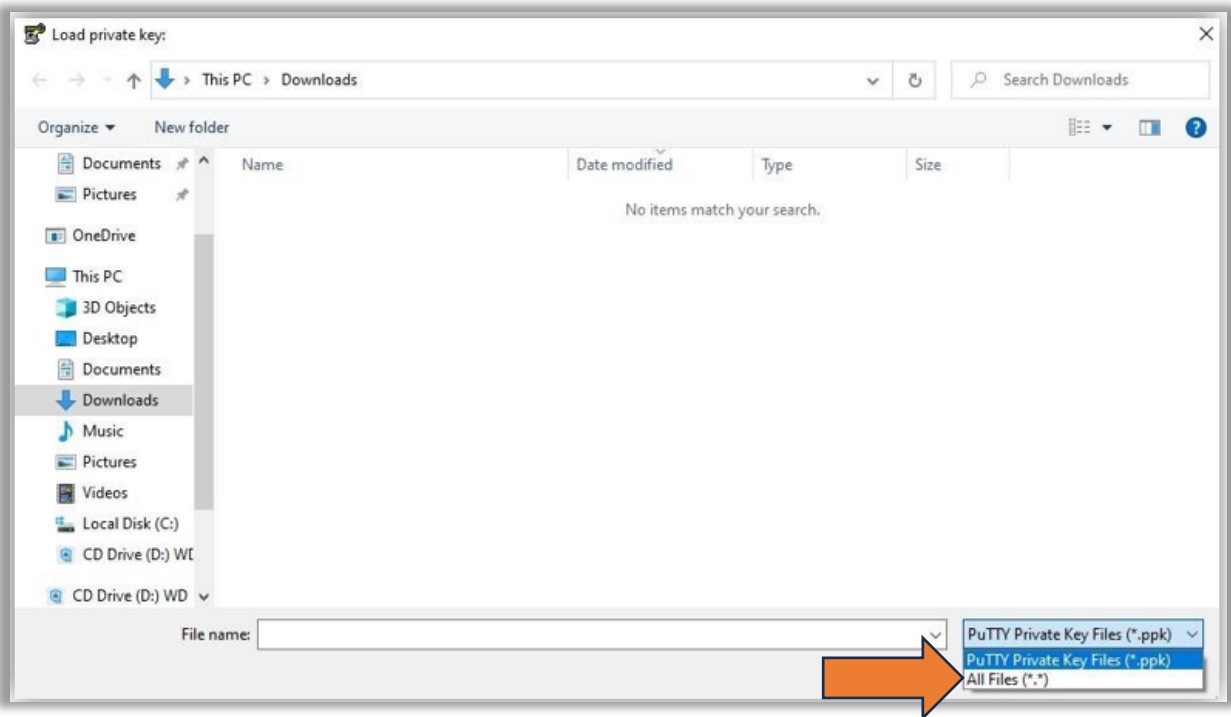 Load private key:
This PC > Downloads
Search Downloads
Organize
New folder
Name
Date modified
Type
Size
No items match your search.
Documents
Pictures
OneDrive
This PC
3D Objects
Desktop
Documents
Downloads
Music
Pictures
Videos
Local Disk (C:)
CD Drive (D:) WD
CD Drive (D:) WD
File name:
PuTTY Private Key Files (*.ppk)
PuTTY Private Key Files (*.ppk)
All Files (*.*)